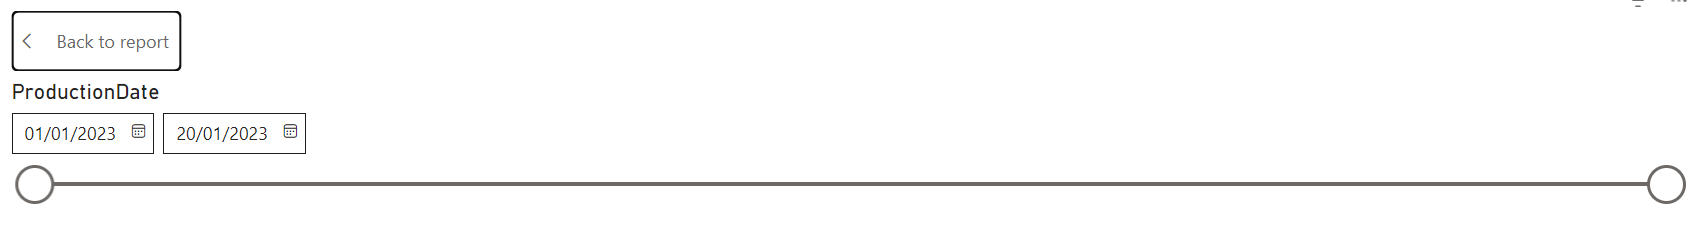 Back to report
ProductionDate
01/01/2023 20/01/2023